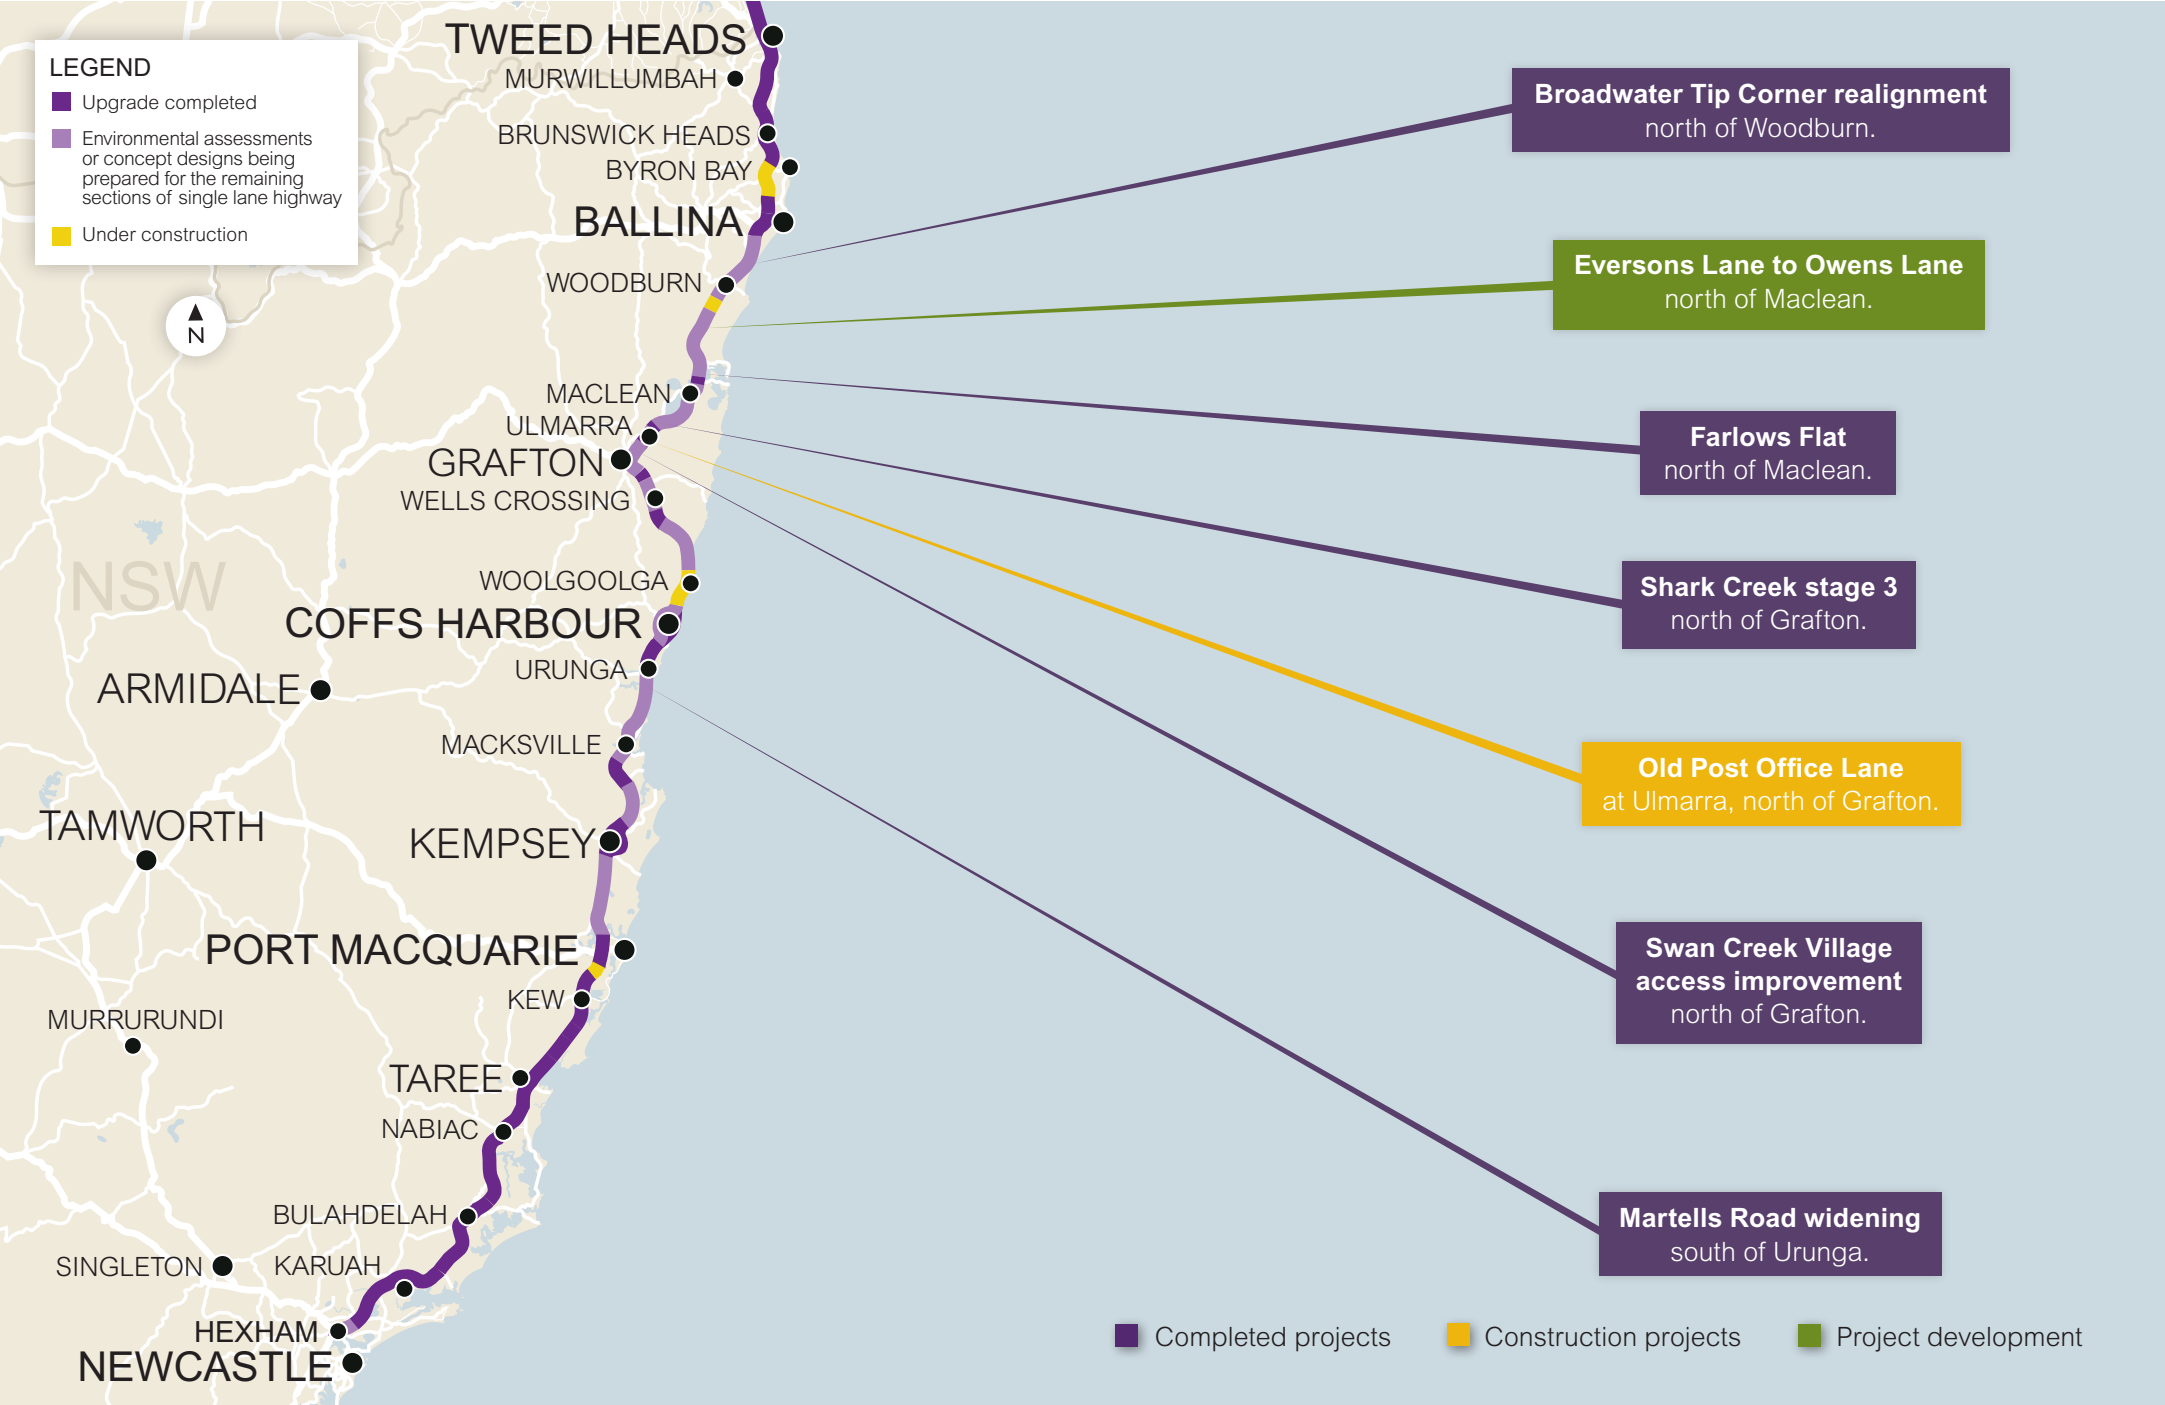 LEGEND
Upgrade completed
Environmental assessments
or concept designs being
prepared for the remaining
sections of single lane highway
Under construction
N
NSW
TWEED HEADS
MURWILLUMBAH
BRUNSWICK HEADS
BYRON BAY
BALLINA
WOODBURN
MACLEAN
ULMARRA
GRAFTON
WELLS CROSSING
WOOLGOOLGA
COFFS HARBOUR
URUNGA
ARMIDALE
MACKSVILLE
TAMWORTH
KEMPSEY
PORT MACQUARIE
KEW
MURRURUNDI
TAREE
NABIAC
BULAHDELAH
SINGLETON
KARUAH
HEXHAM
NEWCASTLE
Broadwater Tip Corner realignment
north of Woodburn.
Eversons Lane to Owens Lane
north of Maclean.
Farlows Flat
north of Maclean.
Shark Creek stage 3
north of Grafton.
Old Post Office Lane
at Ulmarra, north of Grafton.
Swan Creek Village
access improvement
north of Grafton.
Martells Road widening
south of Urunga.
Completed projects
Construction projects
Project development